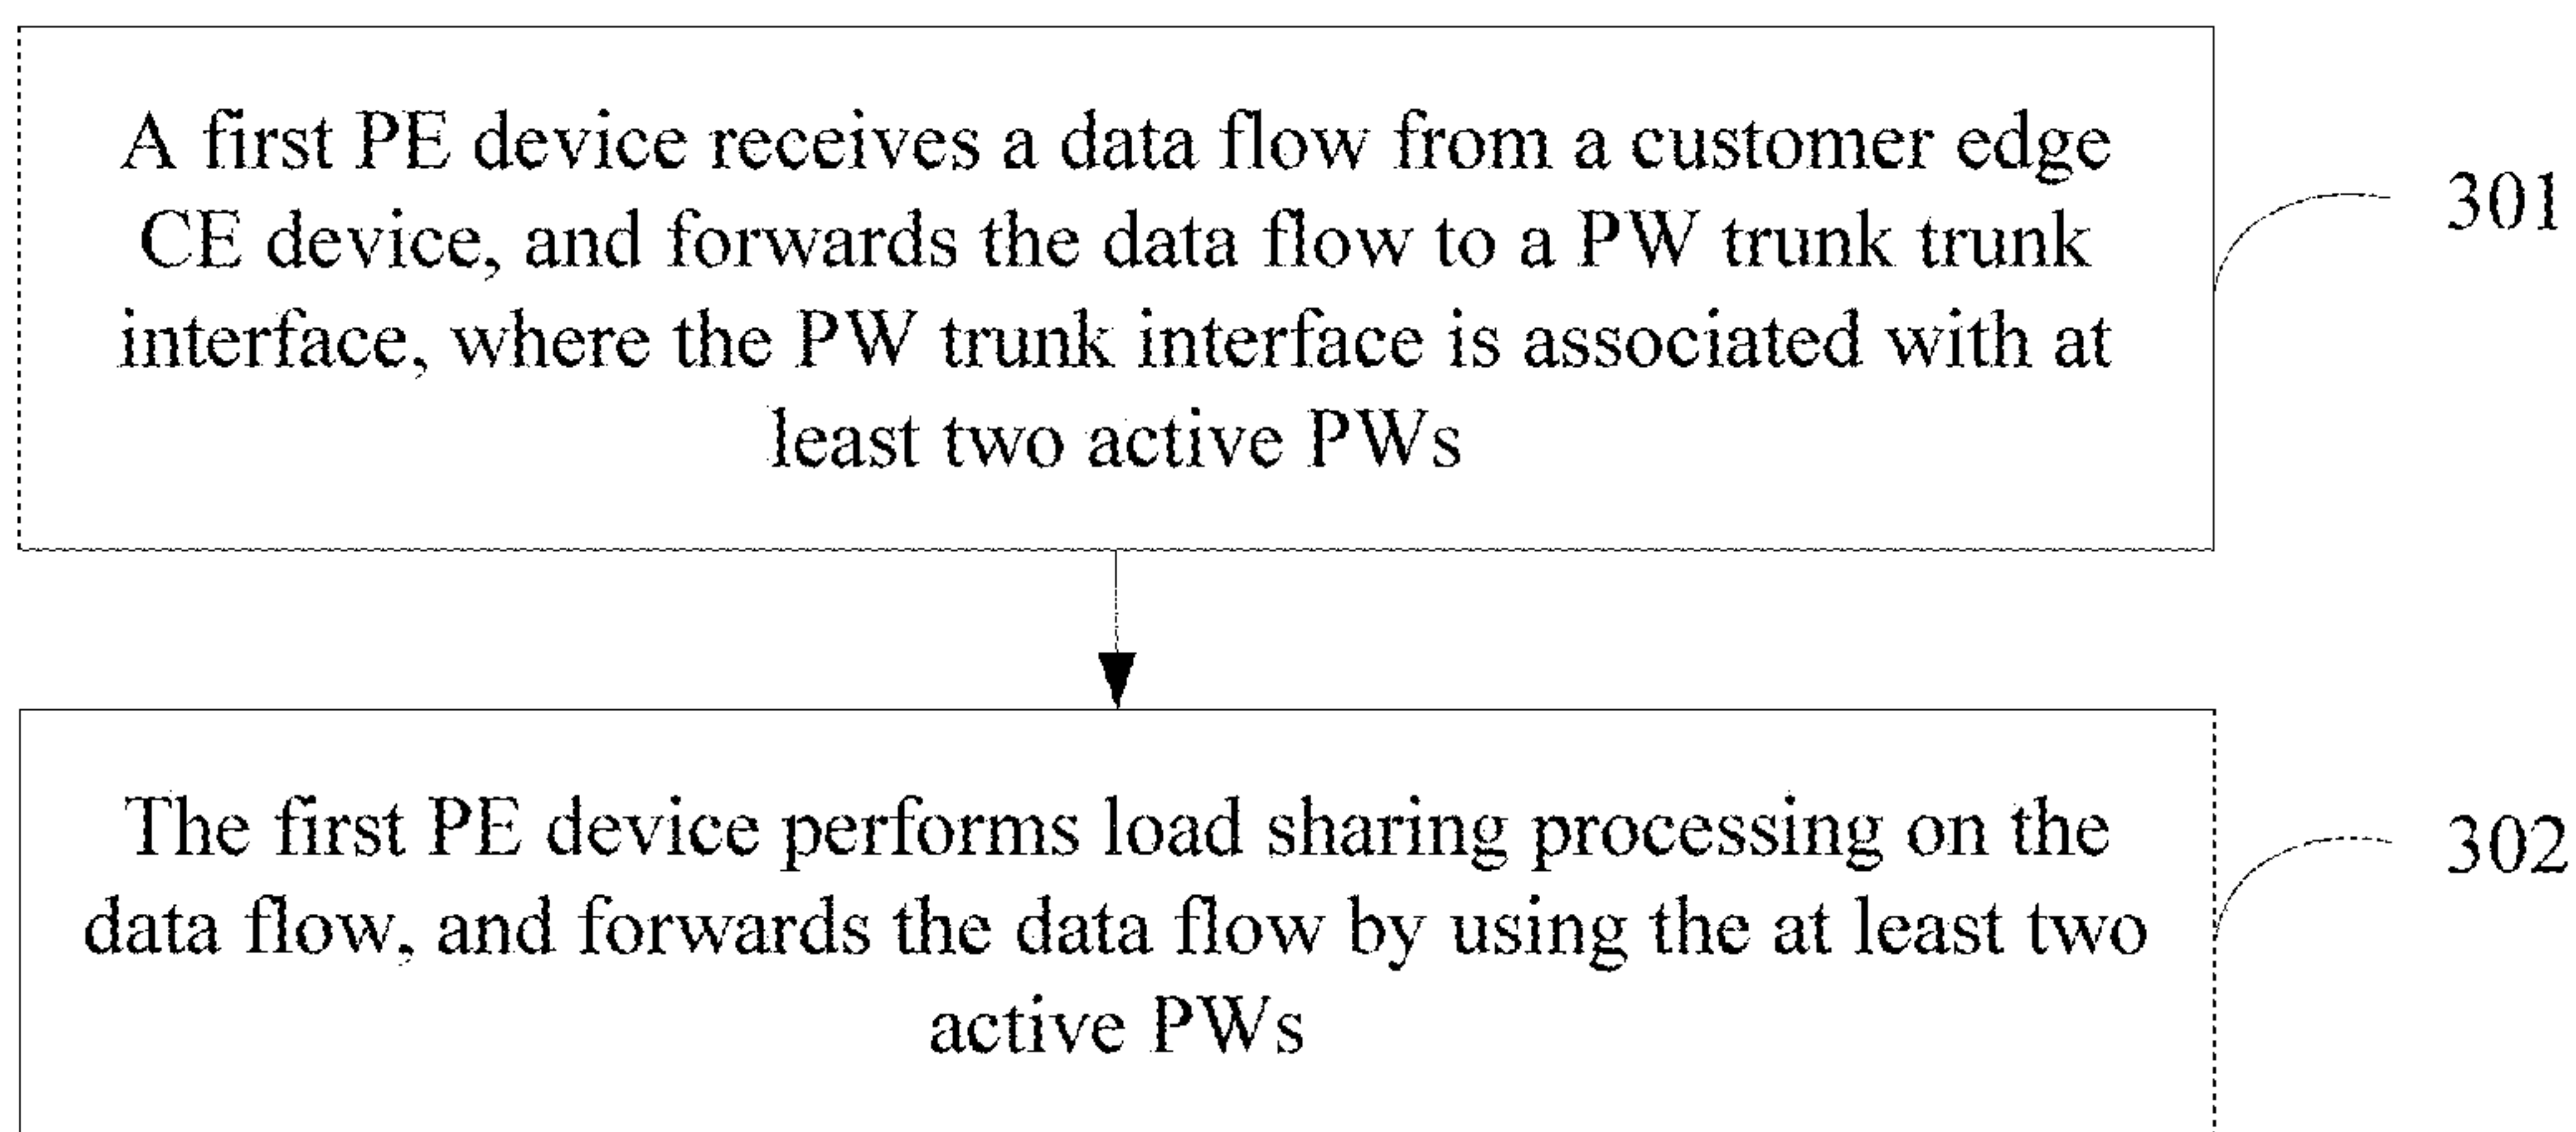 A first PE device receives a data flow from a customer edge
CE device, and forwards the data flow to a PW trunk trunk
interface, where the PW trunk interface is associated with at
least two active PWs
301
The first PE device performs load sharing processing on the
data flow, and forwards the data flow by using the at least two
active PWs
302